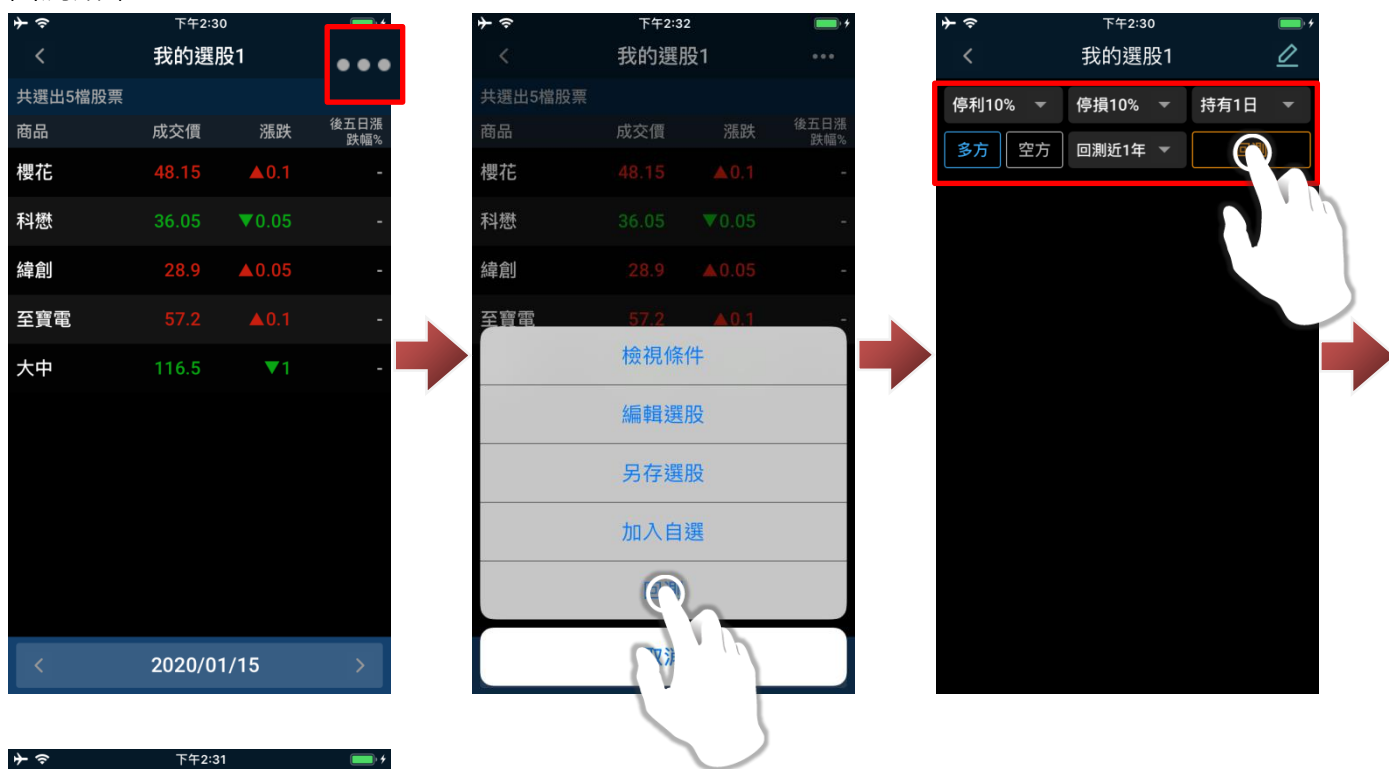 下午2:30
我的選股1
共選出5檔股票
商品 成交價 漲跌 後五日漲跌幅%
櫻花 48.15 ▲0.1 -
科懋 36.05 ▼0.05 -
緯創 28.9 ▲0.05 -
至寶電 57.2 ▲0.1 -
大中 116.5 ▼1 -
2020/01/15
下午2:32
我的選股1
共選出5檔股票
商品 成交價 漲跌 後五日漲跌幅%
櫻花 48.15 ▲0.1 -
科懋 36.05 ▼0.05 -
緯創 28.9 ▲0.05 -
至寶電 57.2 ▲0.1 -
檢視條件
編輯選股
另存選股
加入自選
下午2:30
我的選股1
停利10% 停損10% 持有1日
多方 空方 回測近1年
下午2:31